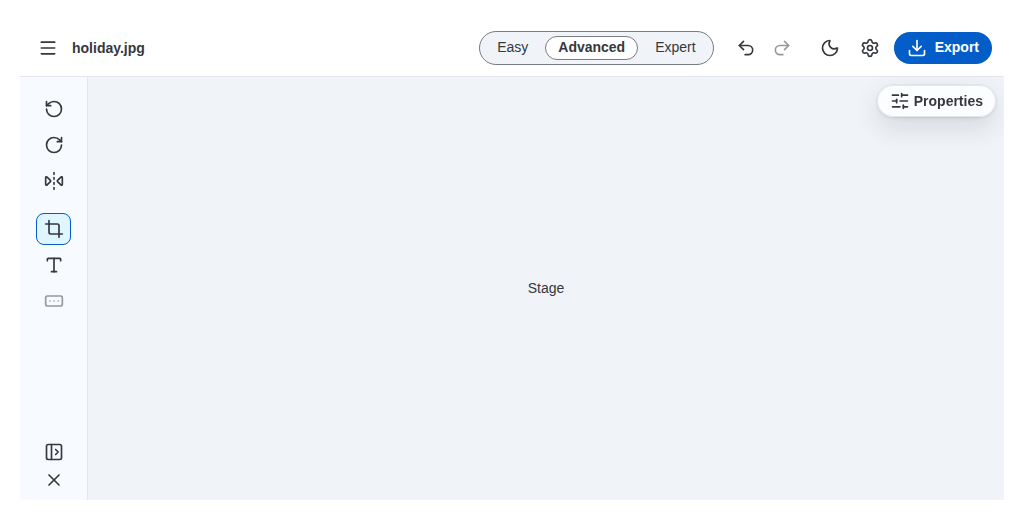 holiday.jpg
Easy
Advanced
Expert
Export
Properties
Stage